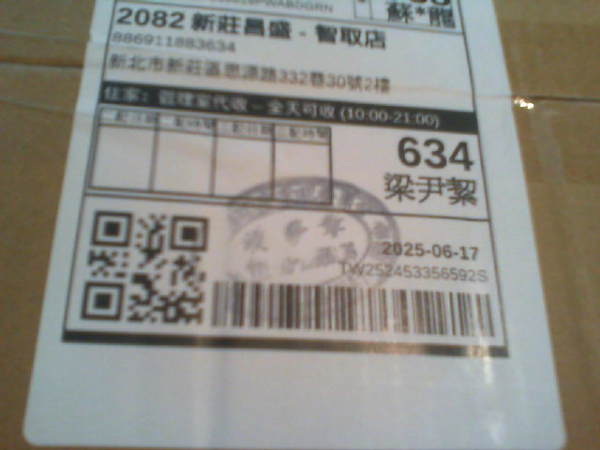 蘇*
2082 新莊昌盛 - 智取店
886911883634
新北市新莊區思源路332巷30號2樓
住家: 管理室代收 – 全天可收 (10:00-21:00)
634
梁尹絜
2025-06-17
TW252453356592S